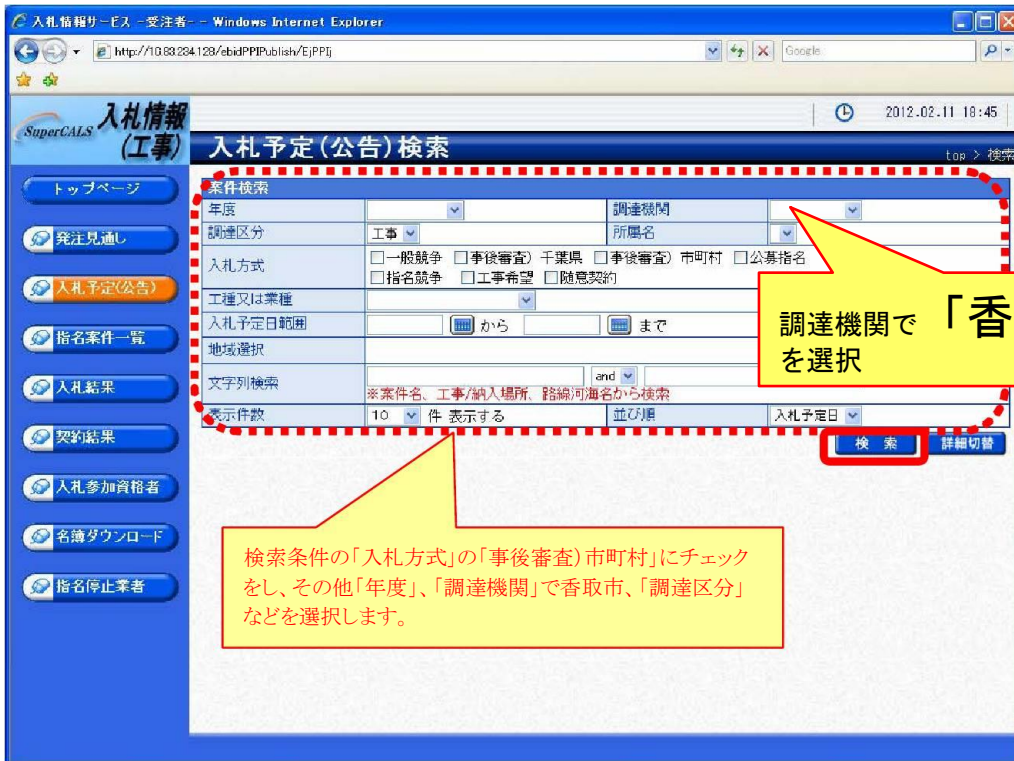 入札情報サービス -受注者- - Windows Internet Explorer
http://10.83.234.128/ebidPPIPublish/EjPPIj
Google
SuperCALS 入札情報
(工事)
2012.02.11 18:45
入札予定(公告)検索
top > 検索
トップページ
発注見通し
入札予定(公告)
指名案件一覧
入札結果
契約結果
入札参加資格者
名簿ダウンロード
指名停止業者
案件検索
年度 調達機関
調達区分 工事 所属名
入札方式 一般競争 事後審査)千葉県 事後審査)市町村 公募指名
指名競争 工事希望 随意契約
工種又は業種
入札予定日範囲 から まで
地域選択
文字列検索 and
※案件名、工事/納入場所、路線河海名から検索
表示件数 10 件 表示する 並び順 入札予定日
検 索 詳細切替
調達機関で 「香
を選択
検索条件の「入札方式」の「事後審査)市町村」にチェック
をし、その他「年度」、「調達機関」で香取市、「調達区分」
などを選択します。